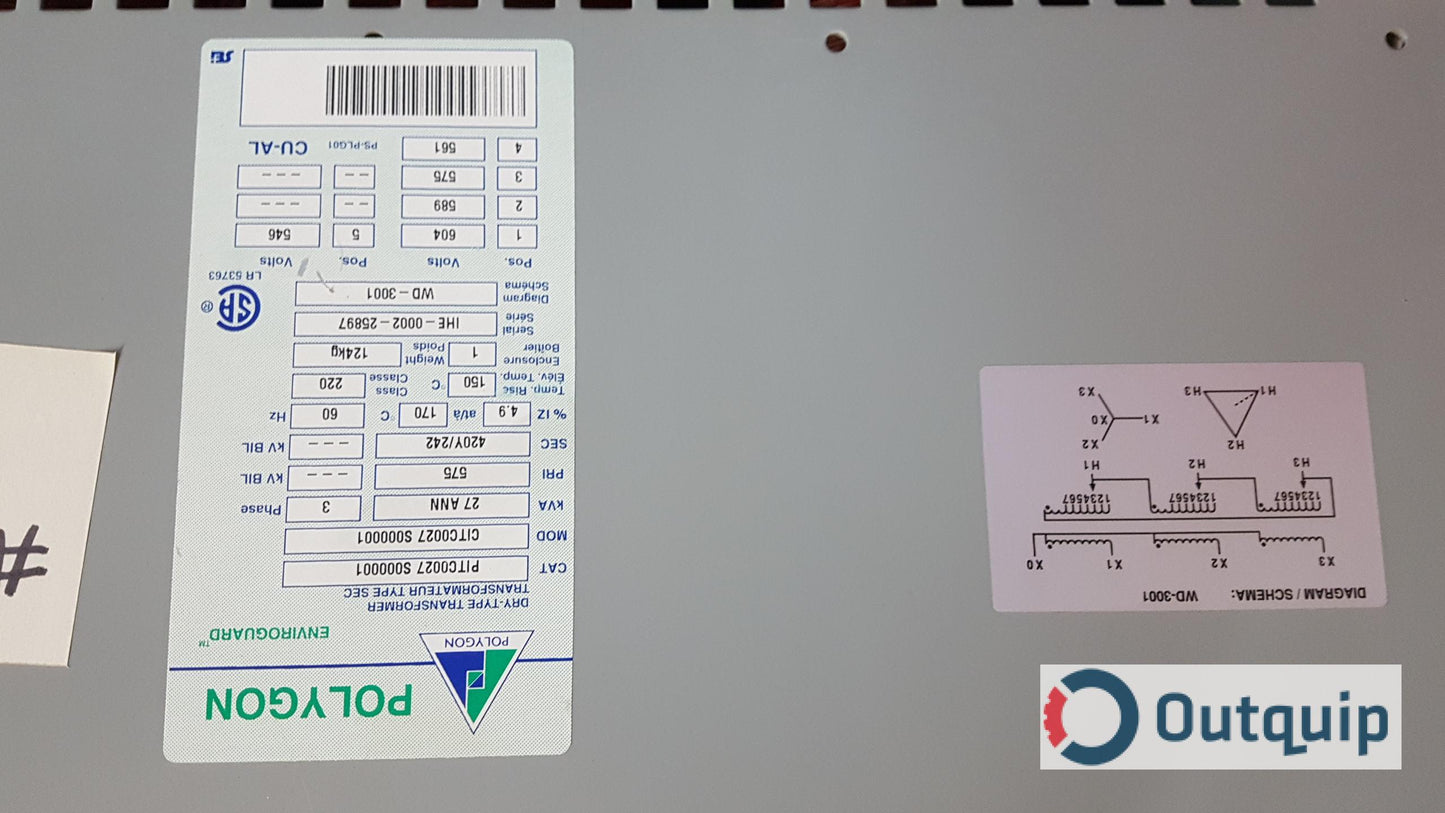 POLYGON
POLYGON
ENVIROGUARD™
DRY-TYPE TRANSFORMER
TRANSFORMATEUR TYPE SEC
CAT PITC0027 S000001
MOD CITC0027 S000001
KVA 27 ANN 3 Phase
PRI 575 --- kV BIL
SEC 420Y/242 --- kV BIL
% IZ 4.9 at/à 170 °C 60 Hz
Temp. Risc 150 °C Class 220
Élév. Temp. Classe
Enclosure 1 Weight 124kg
Boîtier Poids
Serial IHE-0002-25897
Série
Diagram WD-3001
Schéma
SA ®
LR 53763
Pos. Volts Pos. Volts
1 604 5 546
2 589 -- ---
3 575 -- ---
4 561 PS-PLG01 CU-AL
SEI
DIAGRAM / SCHEMA: WD-3001
X3 X2 X1 X0
1234567 1234567 1234567
H3 H2 H1
H2 X2
X1 X0
H1 H3 X3
#
Outquip